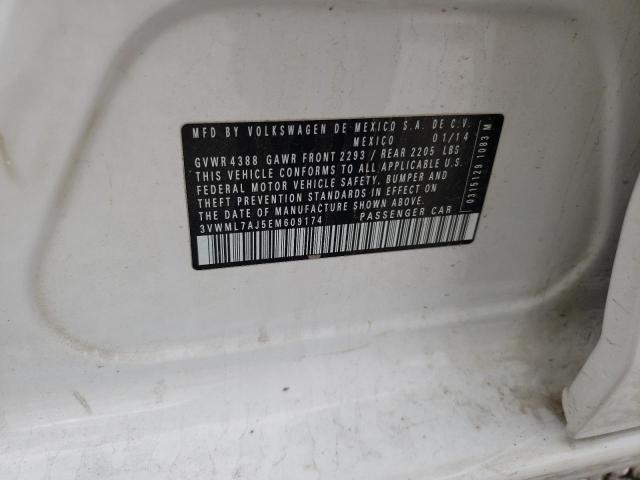 MFD BY VOLKSWAGEN DE MEXICO S.A. DE C.V.
MEXICO 01/14
GVWR 4388 GAWR FRONT 2293 / REAR 2205 LBS
THIS VEHICLE CONFORMS TO ALL APPLICABLE U.S.
FEDERAL MOTOR VEHICLE SAFETY, BUMPER AND
THEFT PREVENTION STANDARDS IN EFFECT ON
THE DATE OF MANUFACTURE SHOWN ABOVE.
3VWML7AJ5EM609174 PASSENGER CAR
0315129 1083 M